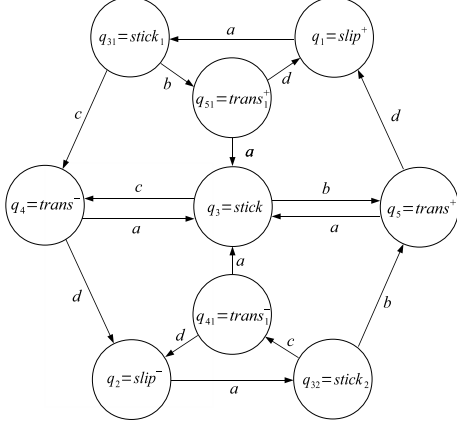 q₃₁=stick₁
a
q₁=slip⁺
b
d
q₅₁=trans₁⁺
c
a
d
c
b
q₄=trans⁻
q₃=stick
q₅=trans⁺
a
a
a
d
q₄₁=trans₁⁻
b
d
c
q₂=slip⁻
a
q₃₂=stick₂